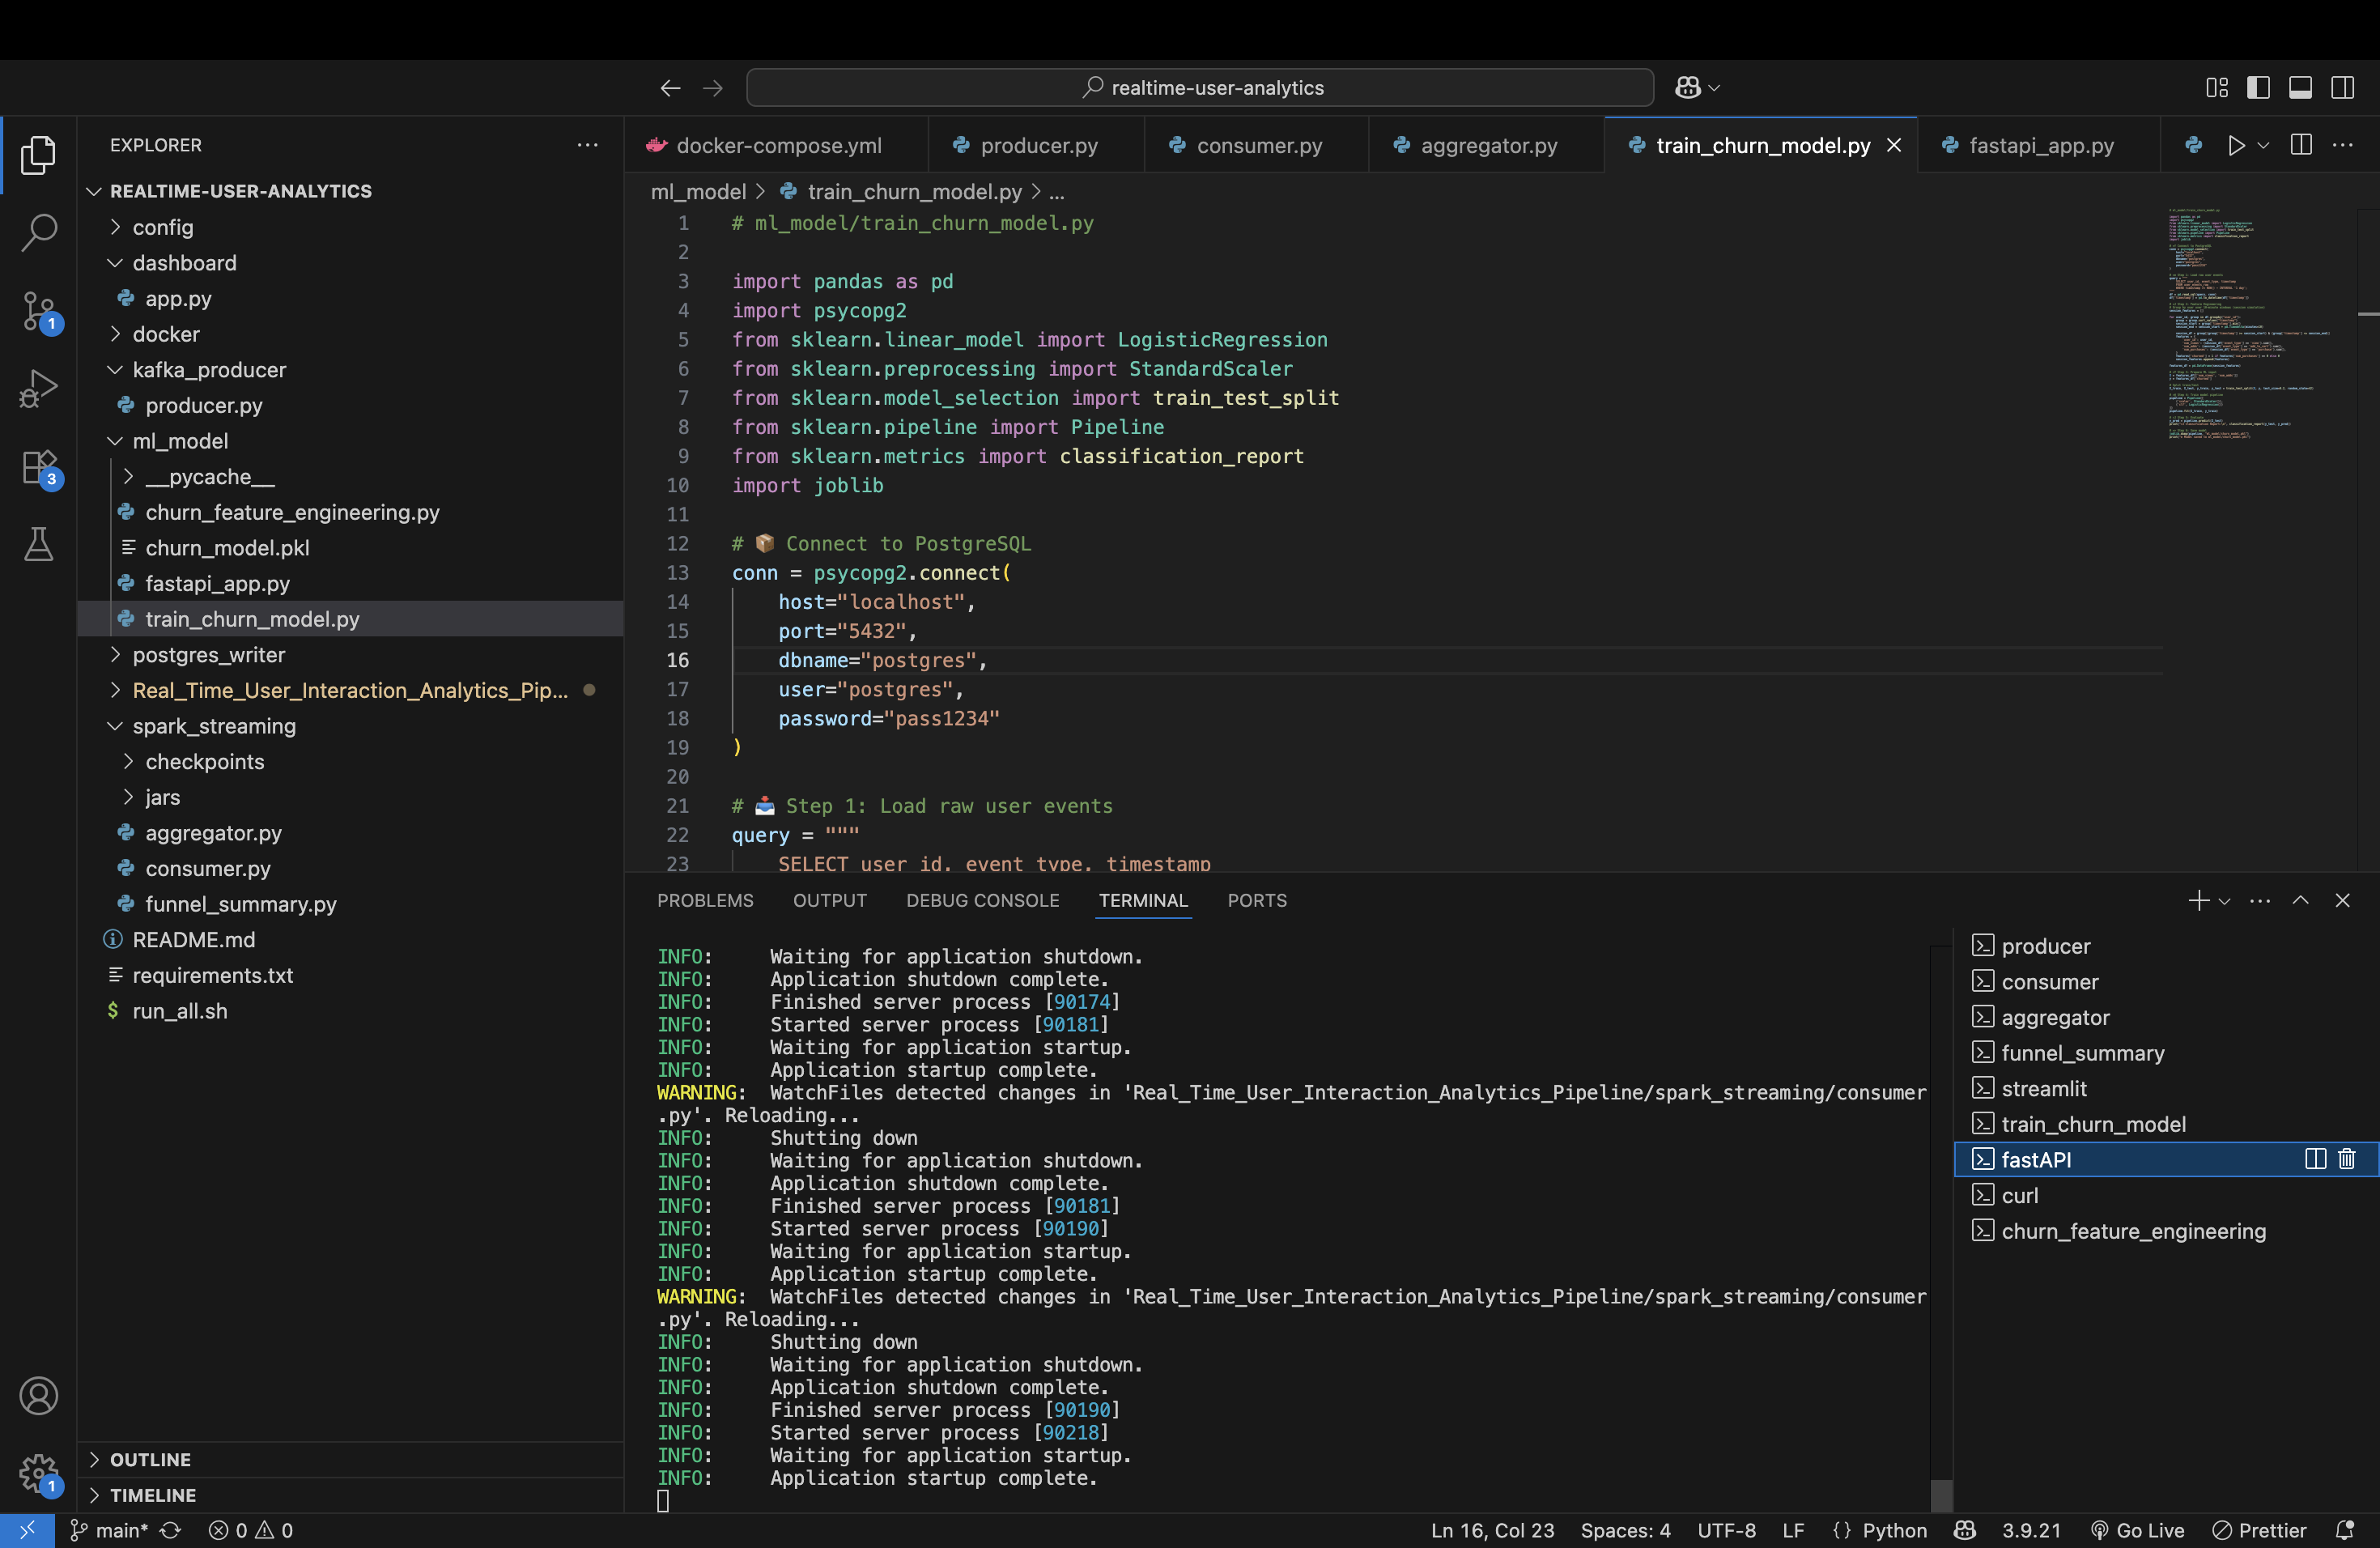 realtime-user-analytics
EXPLORER
REALTIME-USER-ANALYTICS
config
dashboard
app.py
docker
kafka_producer
producer.py
ml_model
__pycache__
churn_feature_engineering.py
churn_model.pkl
fastapi_app.py
train_churn_model.py
postgres_writer
Real_Time_User_Interaction_Analytics_Pip...
spark_streaming
checkpoints
jars
aggregator.py
consumer.py
funnel_summary.py
README.md
requirements.txt
$ run_all.sh
OUTLINE
TIMELINE
1
3
1
docker-compose.yml
producer.py
consumer.py
aggregator.py
train_churn_model.py
fastapi_app.py
ml_model > train_churn_model.py > ...
1 # ml_model/train_churn_model.py
2
3 import pandas as pd
4 import psycopg2
5 from sklearn.linear_model import LogisticRegression
6 from sklearn.preprocessing import StandardScaler
7 from sklearn.model_selection import train_test_split
8 from sklearn.pipeline import Pipeline
9 from sklearn.metrics import classification_report
10 import joblib
11
12 # 📦 Connect to PostgreSQL
13 conn = psycopg2.connect(
14 host="localhost",
15 port="5432",
16 dbname="postgres",
17 user="postgres",
18 password="pass1234"
19 )
20
21 # 📥 Step 1: Load raw user events
22 query = """
23 SELECT user_id, event_type, timestamp
PROBLEMS
OUTPUT
DEBUG CONSOLE
TERMINAL
PORTS
INFO: Waiting for application shutdown.
INFO: Application shutdown complete.
INFO: Finished server process [90174]
INFO: Started server process [90181]
INFO: Waiting for application startup.
INFO: Application startup complete.
WARNING: WatchFiles detected changes in 'Real_Time_User_Interaction_Analytics_Pipeline/spark_streaming/consumer
.py'. Reloading...
INFO: Shutting down
INFO: Waiting for application shutdown.
INFO: Application shutdown complete.
INFO: Finished server process [90181]
INFO: Started server process [90190]
INFO: Waiting for application startup.
INFO: Application startup complete.
WARNING: WatchFiles detected changes in 'Real_Time_User_Interaction_Analytics_Pipeline/spark_streaming/consumer
.py'. Reloading...
INFO: Shutting down
INFO: Waiting for application shutdown.
INFO: Application shutdown complete.
INFO: Finished server process [90190]
INFO: Started server process [90218]
INFO: Waiting for application startup.
INFO: Application startup complete.
producer
consumer
aggregator
funnel_summary
streamlit
train_churn_model
fastAPI
curl
churn_feature_engineering
main*
0
0
Ln 16, Col 23
Spaces: 4
UTF-8
LF
{} Python
3.9.21
Go Live
Prettier